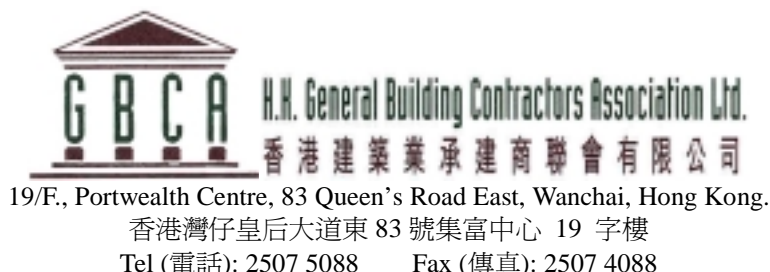 GBCA
H.K. General Building Contractors Association Ltd.
香港建築業承建商聯會有限公司
19/F., Portwealth Centre, 83 Queen's Road East, Wanchai, Hong Kong.
香港灣仔皇后大道東 83 號集富中心 19 字樓
Tel (電話): 2507 5088 Fax (傳真): 2507 4088